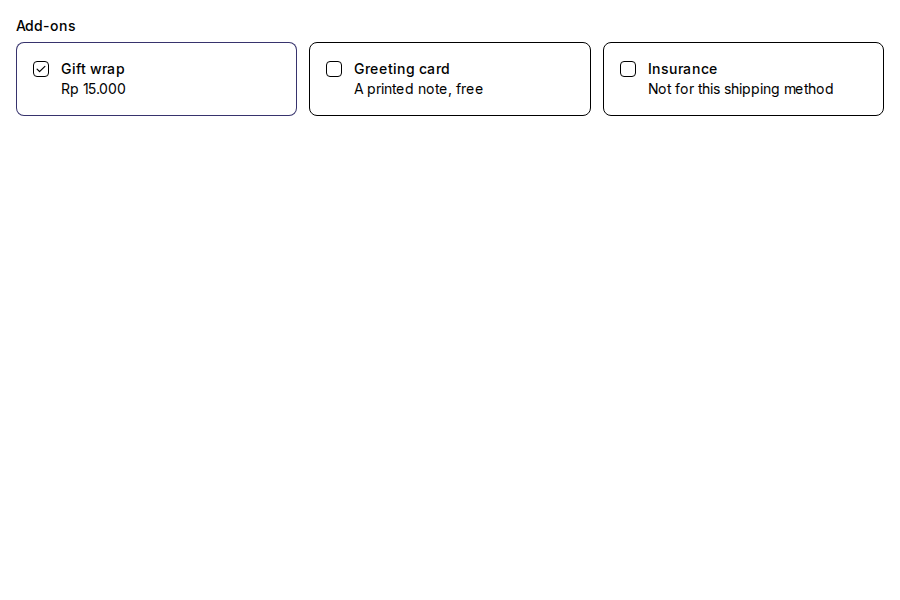 Add-ons
Gift wrap
Rp 15.000
Greeting card
A printed note, free
Insurance
Not for this shipping method